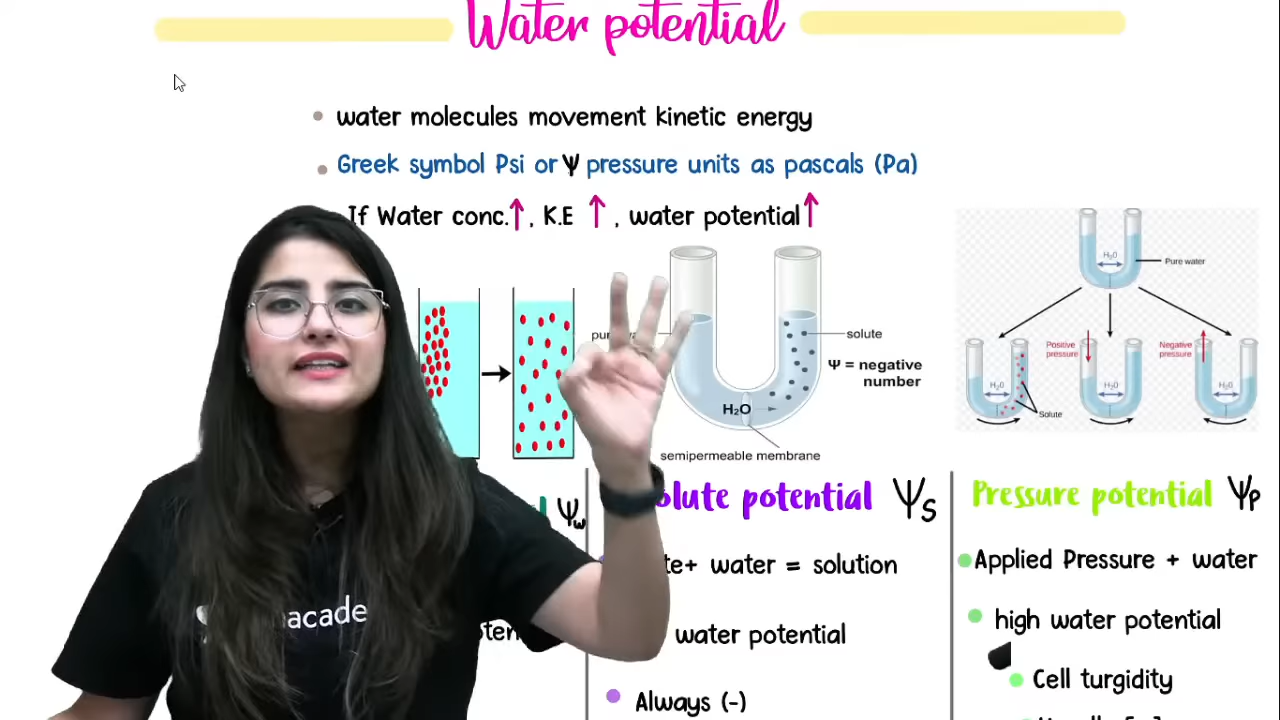 Water potential
water molecules movement kinetic energy
Greek symbol Psi or Ψ pressure units as pascals (Pa)
If Water conc.↑, K.E ↑, water potential↑
solute
Ψ = negative
number
H₂O →
semipermeable membrane
H₂O
Pure water
Positive
pressure
Negative
pressure
H₂O
H₂O
H₂O
Solute
Ψw
olute potential Ψs
te+ water = solution
water potential
Always (-)
Pressure potential Ψp
Applied Pressure + water
high water potential
Cell turgidity
nacade